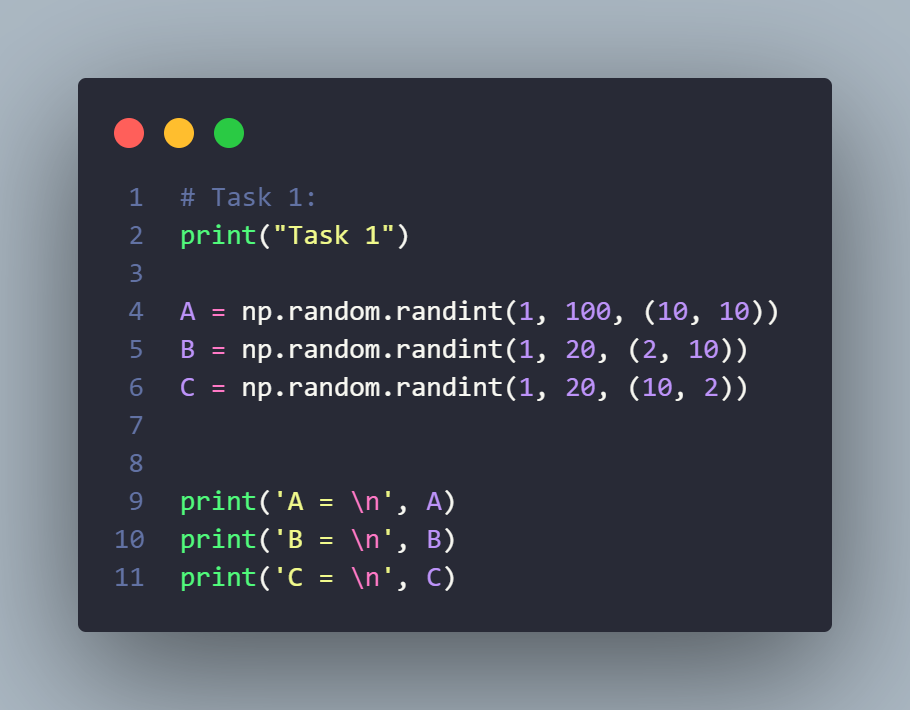 1 # Task 1:
2 print("Task 1")
3
4 A = np.random.randint(1, 100, (10, 10))
5 B = np.random.randint(1, 20, (2, 10))
6 C = np.random.randint(1, 20, (10, 2))
7
8
9 print('A = \n', A)
10 print('B = \n', B)
11 print('C = \n', C)